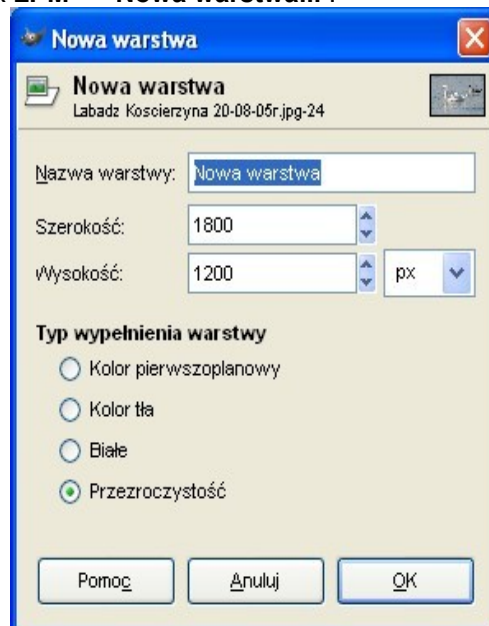 Nowa warstwa
Nowa warstwa
Labadz Koscierzyna 20-08-05r.jpg-24
Nazwa warstwy: Nowa warstwa
Szerokość: 1800
Wysokość: 1200 px
Typ wypełnienia warstwy
Kolor pierwszoplanowy
Kolor tła
Białe
Przezroczystość
Pomoc Anuluj OK